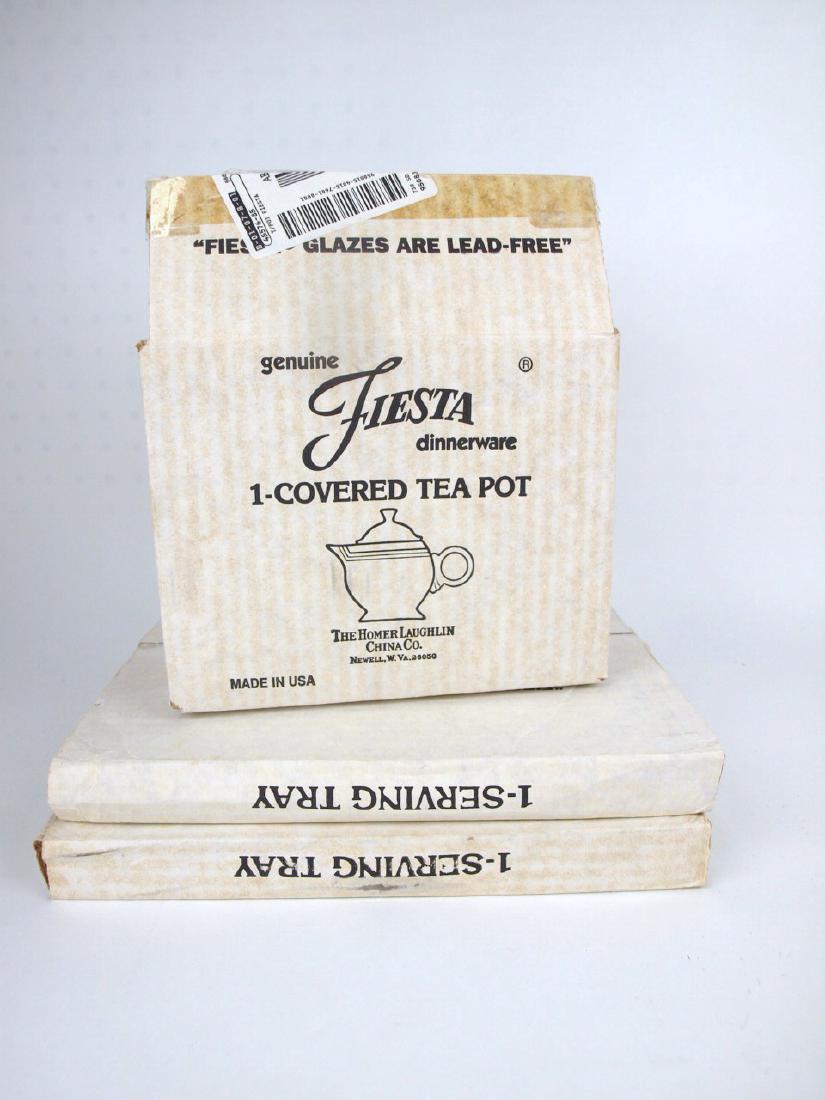 "FIES GLAZES ARE LEAD-FREE"
genuine
FIESTA ®
dinnerware
1-COVERED TEA POT
THE HOMER LAUGHLIN
CHINA CO.
NEWELL, W. VA. 26050
MADE IN USA
1-SERVING TRAY
1-SERVING TRAY